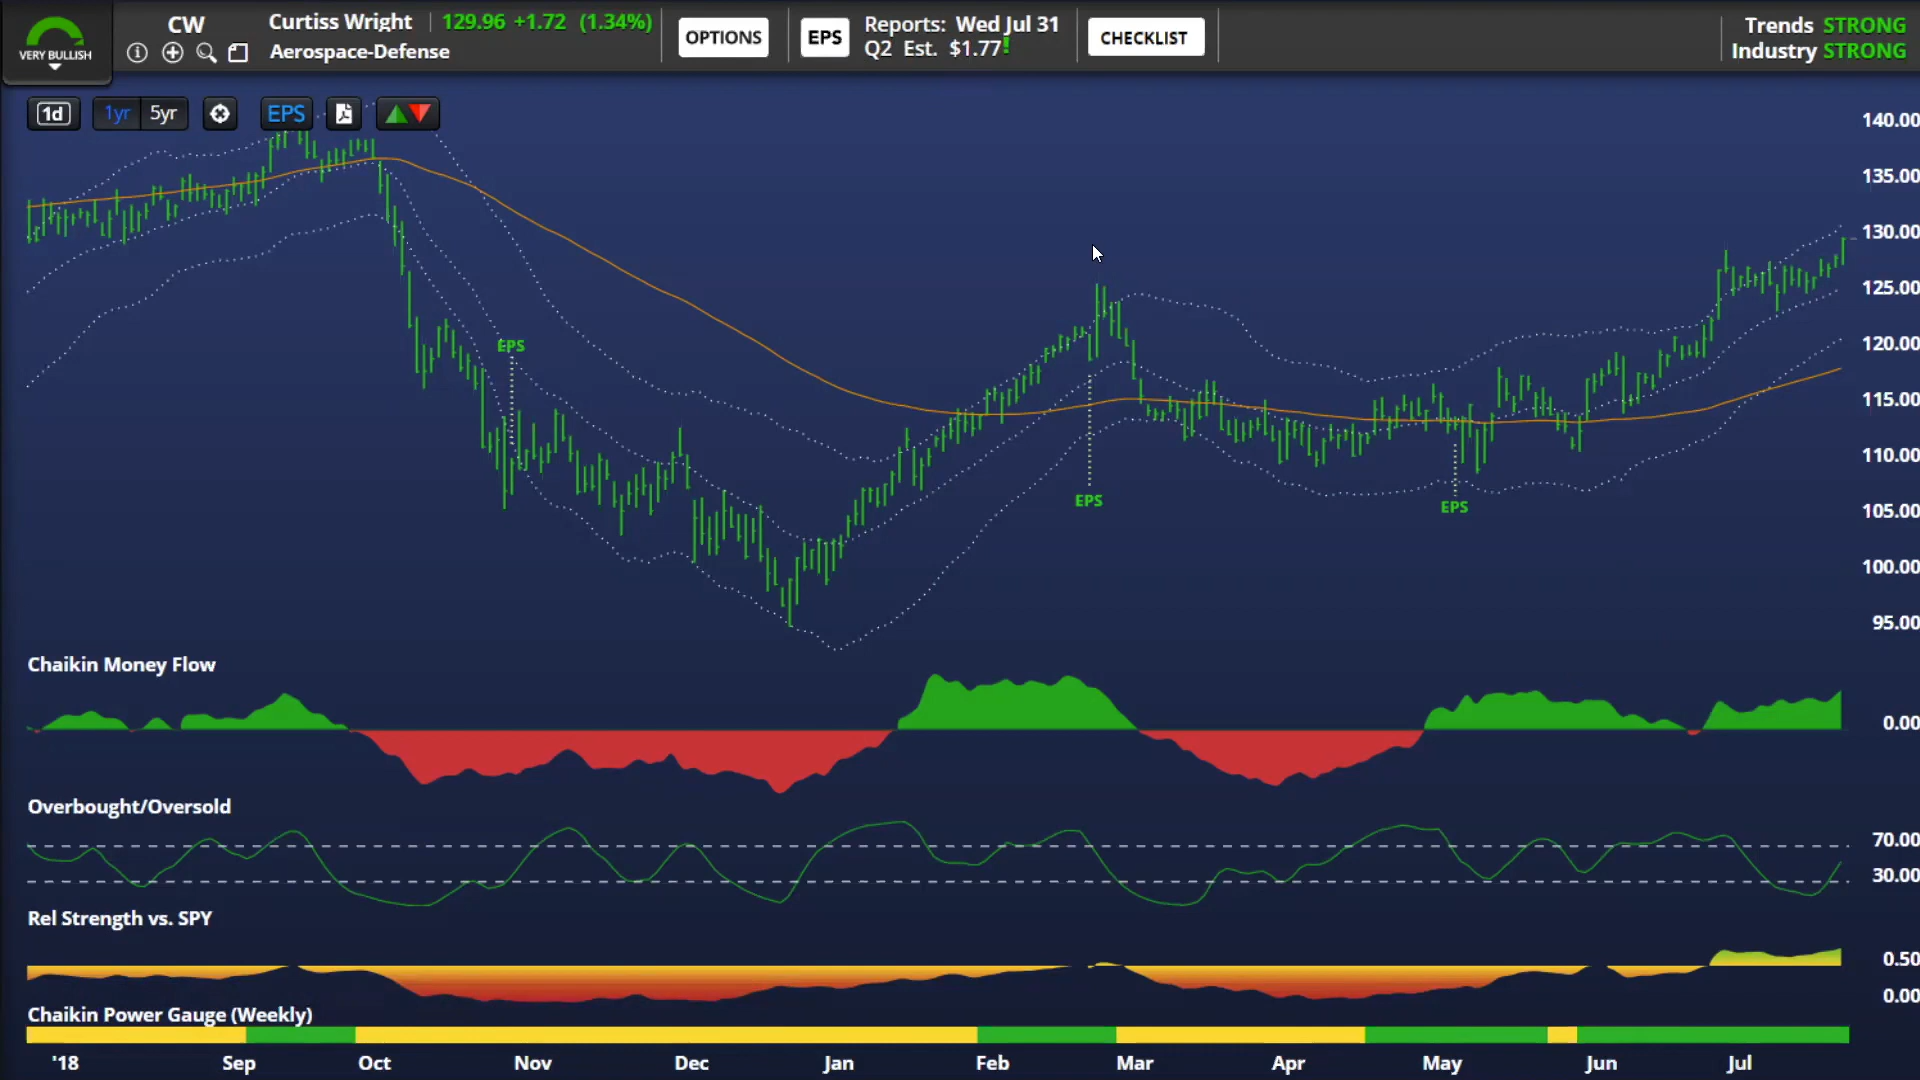 VERY BULLISH
CW
Curtiss Wright
129.96 +1.72 (1.34%)
Aerospace-Defense
OPTIONS
EPS
Reports: Wed Jul 31
Q2 Est. $1.77!
CHECKLIST
Trends STRONG
Industry STRONG
1d
1yr
5yr
EPS
140.00
135.00
130.00
125.00
120.00
115.00
110.00
105.00
100.00
95.00
EPS
EPS
EPS
Chaikin Money Flow
0.00
Overbought/Oversold
70.00
30.00
Rel Strength vs. SPY
0.50
0.00
Chaikin Power Gauge (Weekly)
'18 Sep Oct Nov Dec Jan Feb Mar Apr May Jun Jul